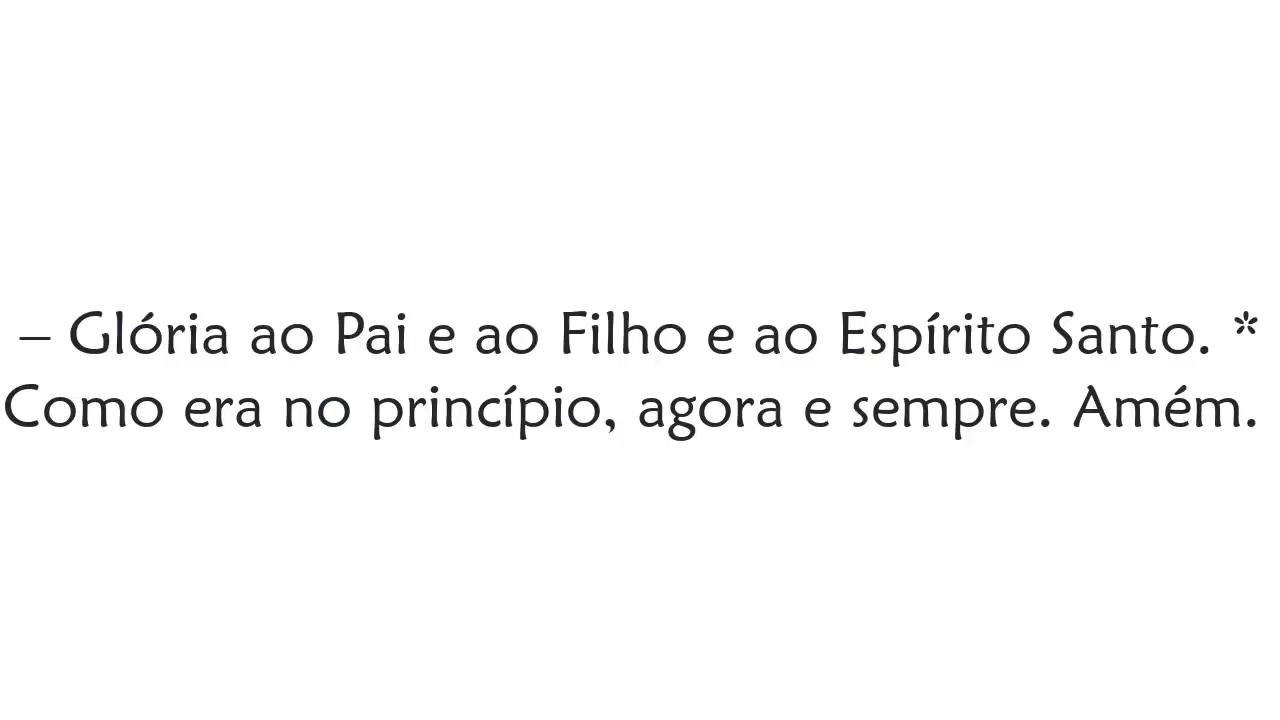 – Glória ao Pai e ao Filho e ao Espírito Santo. *
Como era no princípio, agora e sempre. Amém.